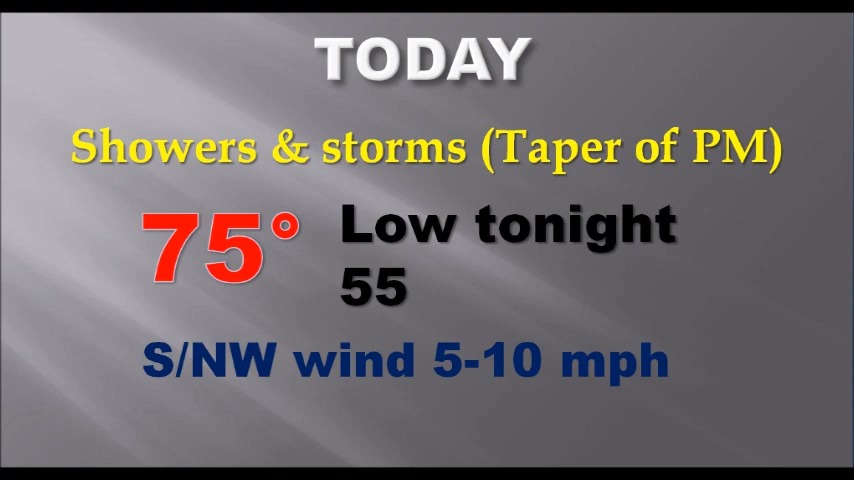 TODAY
Showers & storms (Taper of PM)
75° Low tonight
55
S/NW wind 5-10 mph